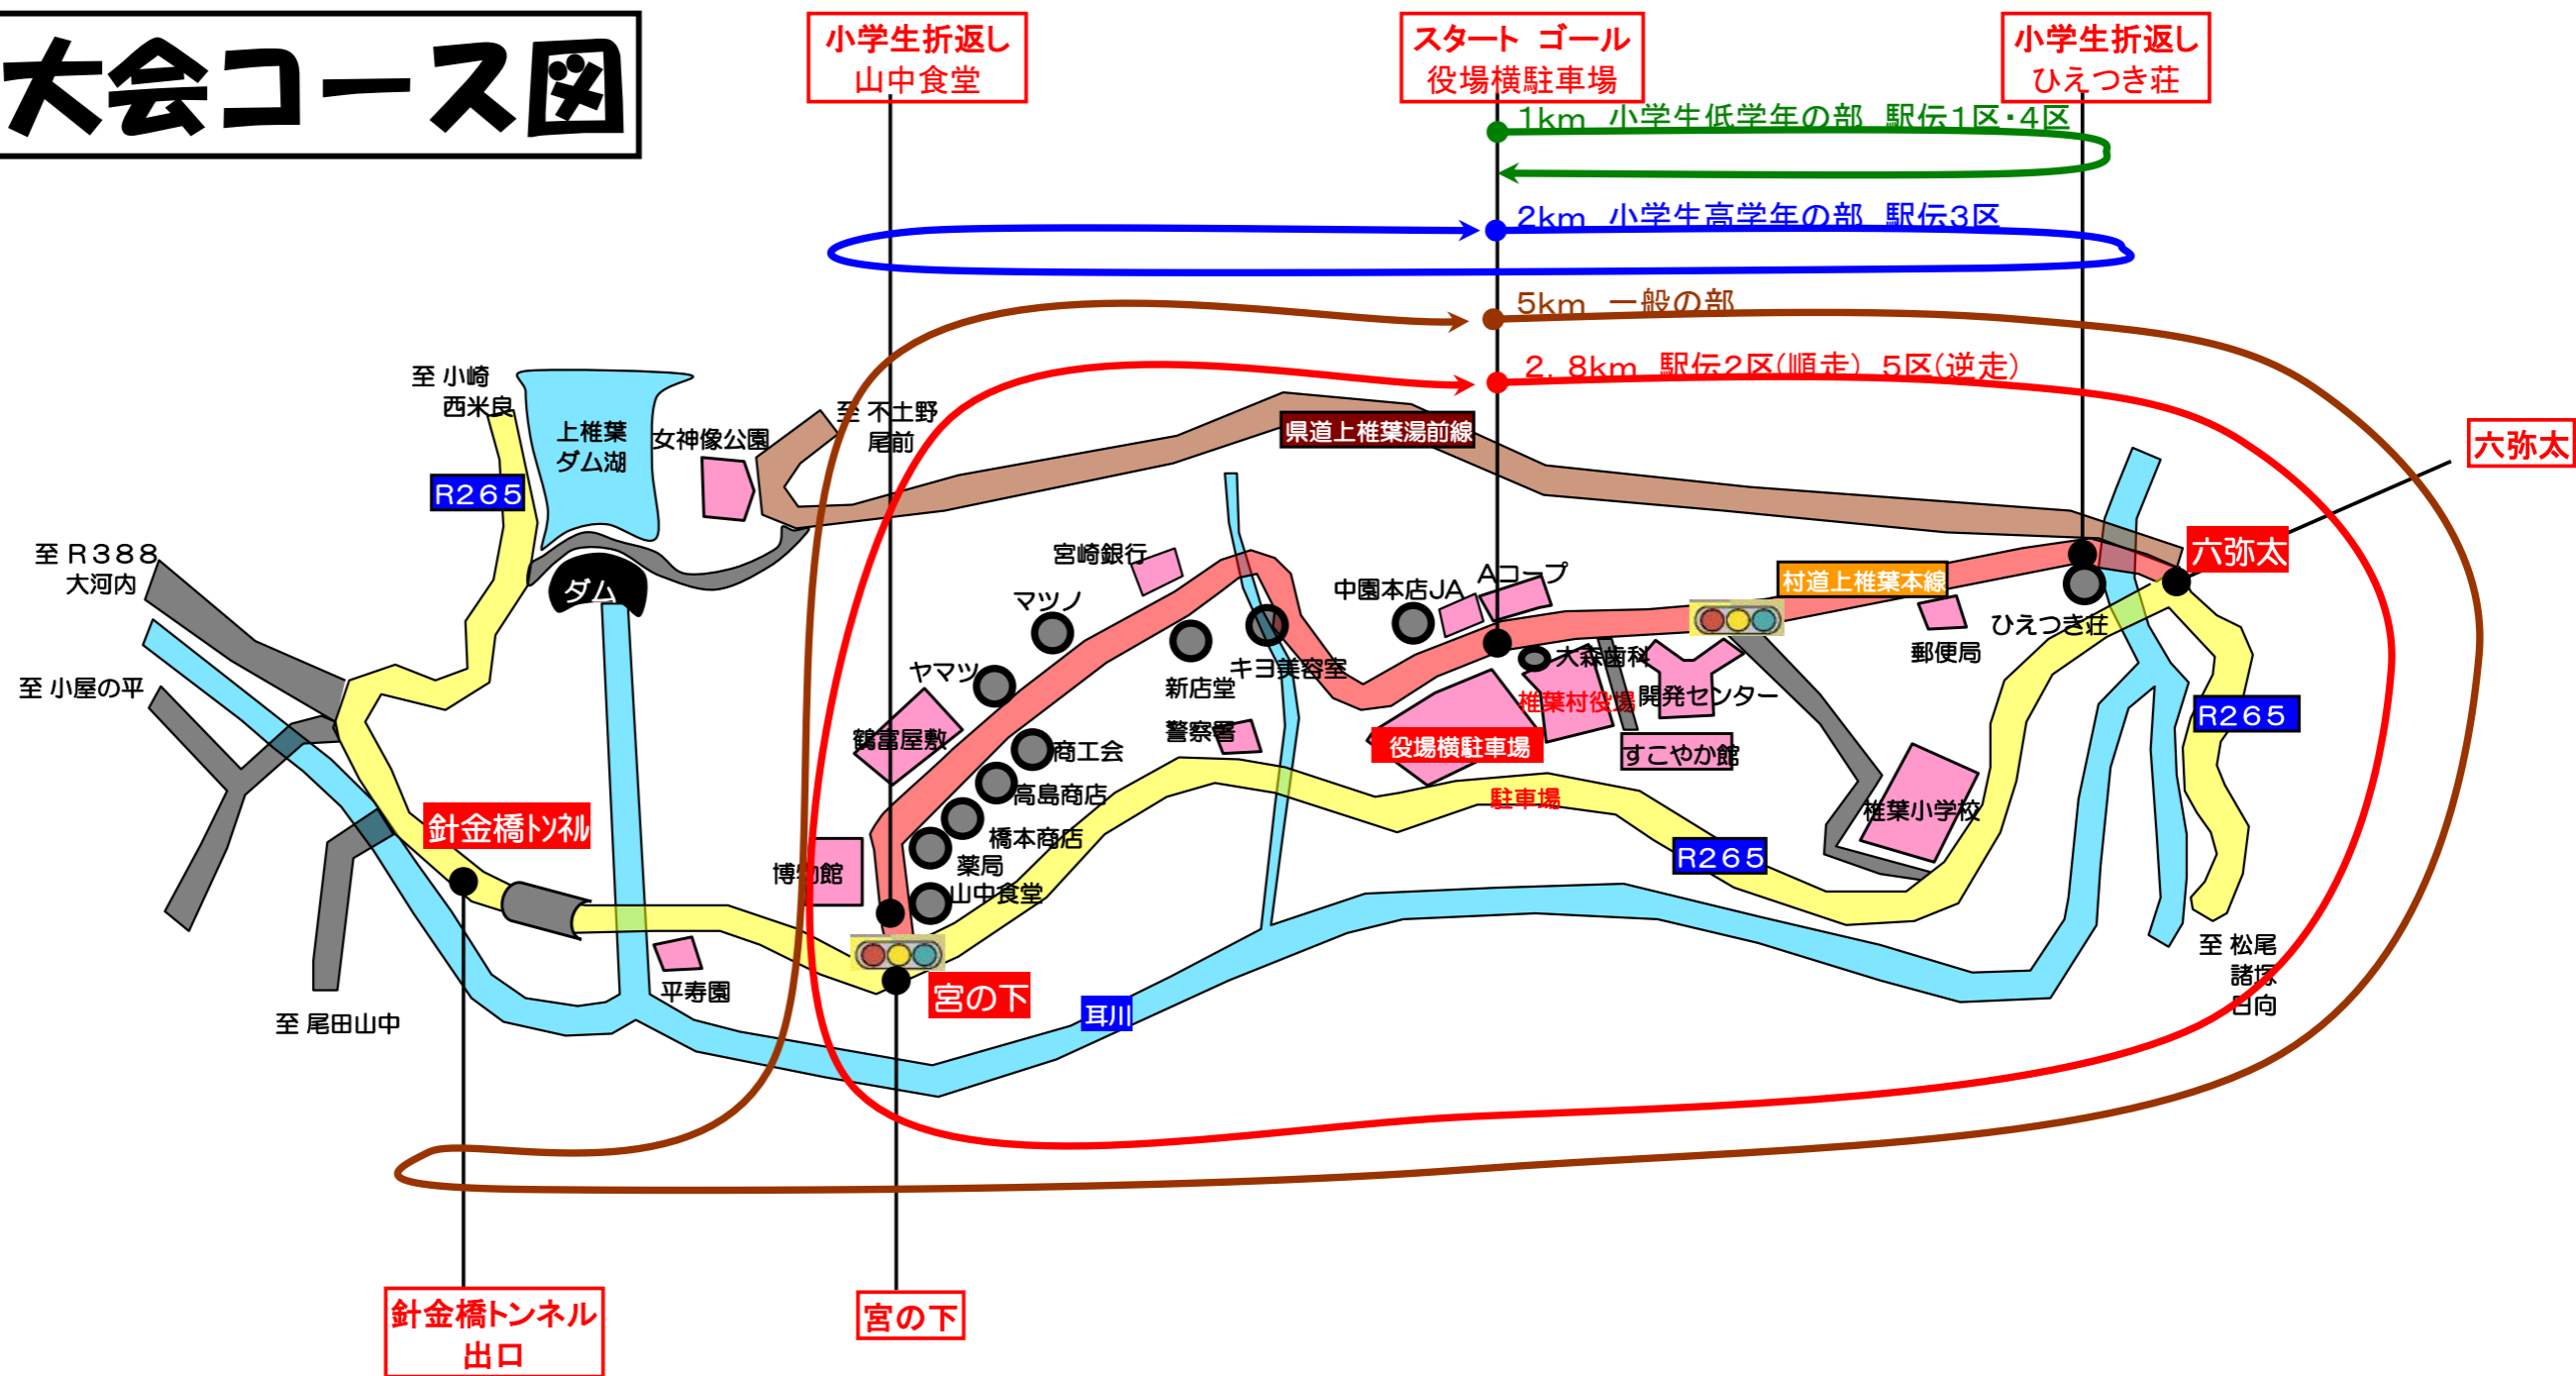 大会コース図
小学生折返し
山中食堂
スタート ゴール
役場横駐車場
小学生折返し
ひえつき荘
1km 小学生低学年の部 駅伝1区・4区
2km 小学生高学年の部 駅伝3区
5km 一般の部
2.8km 駅伝2区(順走) 5区(逆走)
至 小崎
西米良
上椎葉
ダム湖
女神像公園
至 不土野
尾前
県道上椎葉湯前線
六弥太
R265
至 R388
大河内
ダム
宮崎銀行
マツノ
中園本店
JA
Aコープ
村道上椎葉本線
六弥太
ひえつき荘
郵便局
至 小屋の平
ヤマツ
新店堂
キヨ美容室
大森歯科
椎葉村役場
開発センター
R265
鶴富屋敷
警察署
役場横駐車場
すこやか館
商工会
高島商店
駐車場
椎葉小学校
針金橋トンネル
橋本商店
博物館
薬局
山中食堂
R265
至 松尾
諸塚
日向
平寿園
宮の下
耳川
至 尾田山中
針金橋トンネル
出口
宮の下